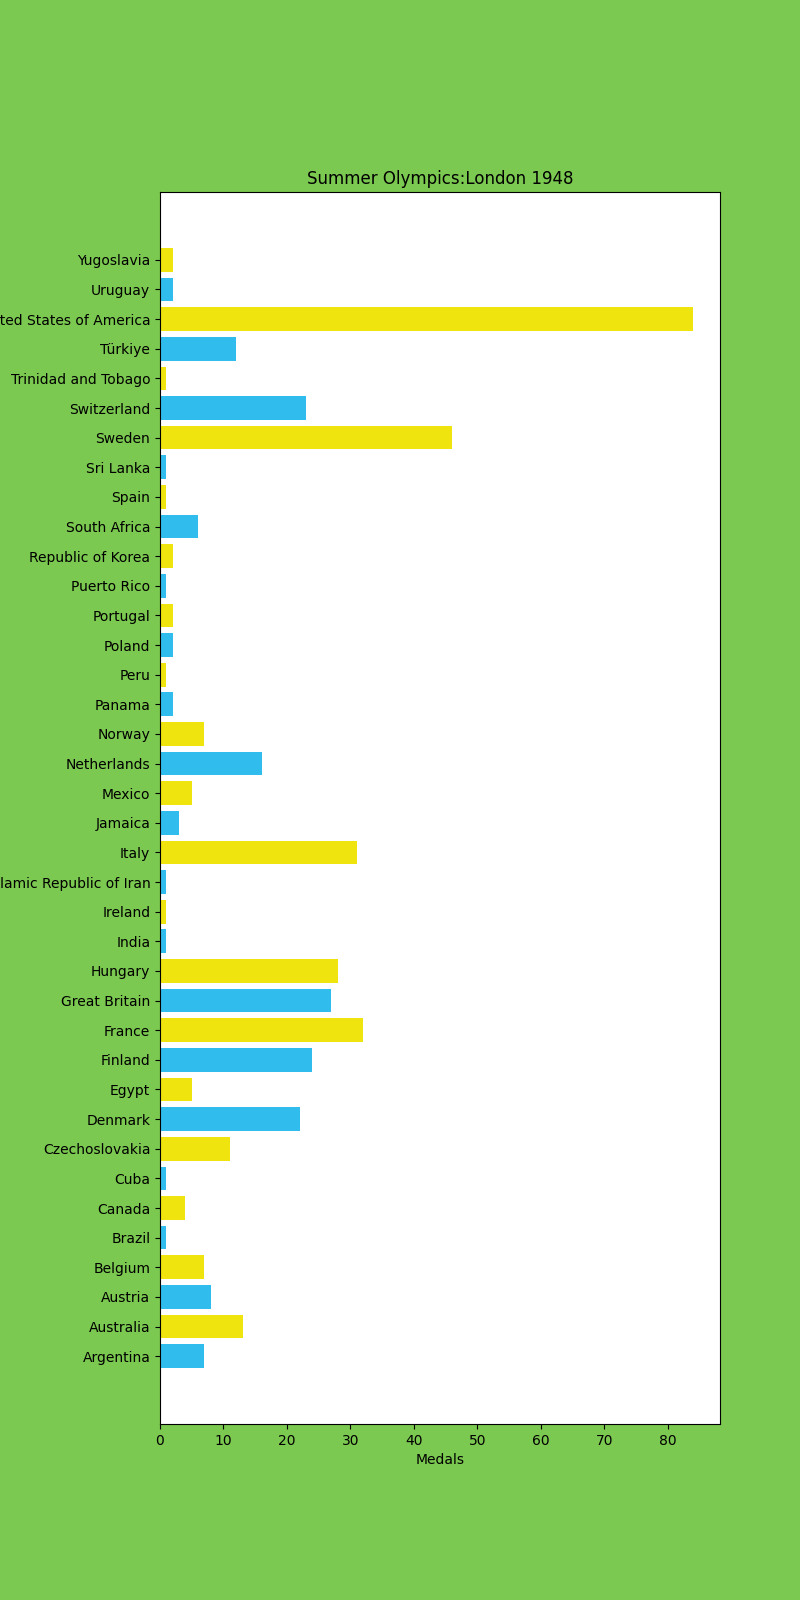 Summer Olympics:London 1948
Yugoslavia
Uruguay
ted States of America
Türkiye
Trinidad and Tobago
Switzerland
Sweden
Sri Lanka
Spain
South Africa
Republic of Korea
Puerto Rico
Portugal
Poland
Peru
Panama
Norway
Netherlands
Mexico
Jamaica
Italy
lamic Republic of Iran
Ireland
India
Hungary
Great Britain
France
Finland
Egypt
Denmark
Czechoslovakia
Cuba
Canada
Brazil
Belgium
Austria
Australia
Argentina
0 10 20 30 40 50 60 70 80
Medals